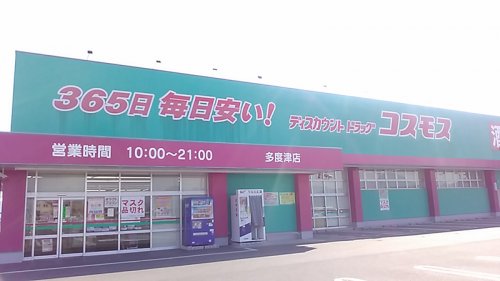 365日 毎日安い!
ディスカウント ドラッグ コスモス
酒
営業時間 10:00~21:00
多度津店
マスク
品切れ